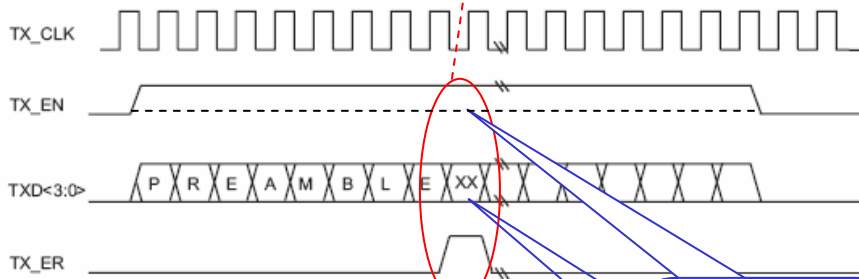 TX_CLK
TX_EN
TXD<3:0> P R E A M B L E XX
TX_ER